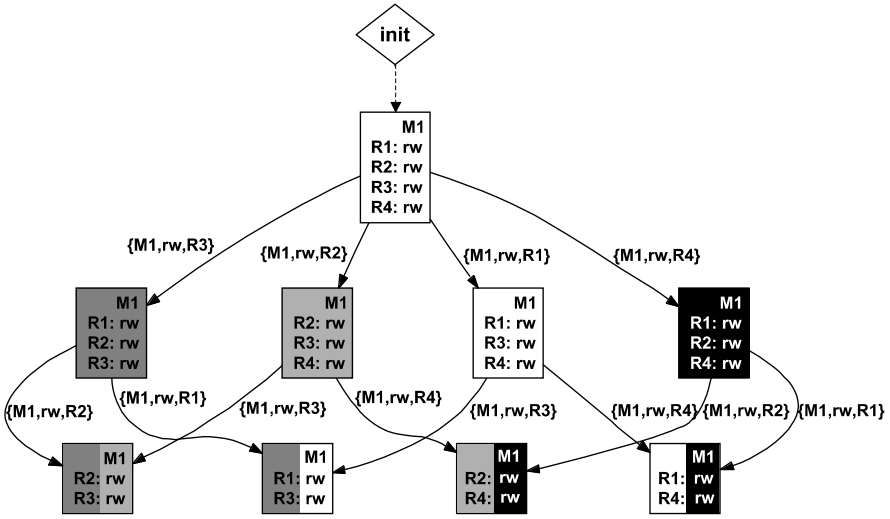 init
M1
R1: rw
R2: rw
R3: rw
R4: rw
{M1,rw,R3}
{M1,rw,R2}
{M1,rw,R1}
{M1,rw,R4}
M1
R1: rw
R2: rw
R3: rw
M1
R2: rw
R3: rw
R4: rw
M1
R1: rw
R3: rw
R4: rw
M1
R1: rw
R2: rw
R4: rw
{M1,rw,R2}
{M1,rw,R1}
{M1,rw,R3}
{M1,rw,R4}
{M1,rw,R3}
{M1,rw,R4}
{M1,rw,R2}
{M1,rw,R1}
M1
R2: rw
R3: rw
M1
R1: rw
R3: rw
M1
R2: rw
R4: rw
M1
R1: rw
R4: rw